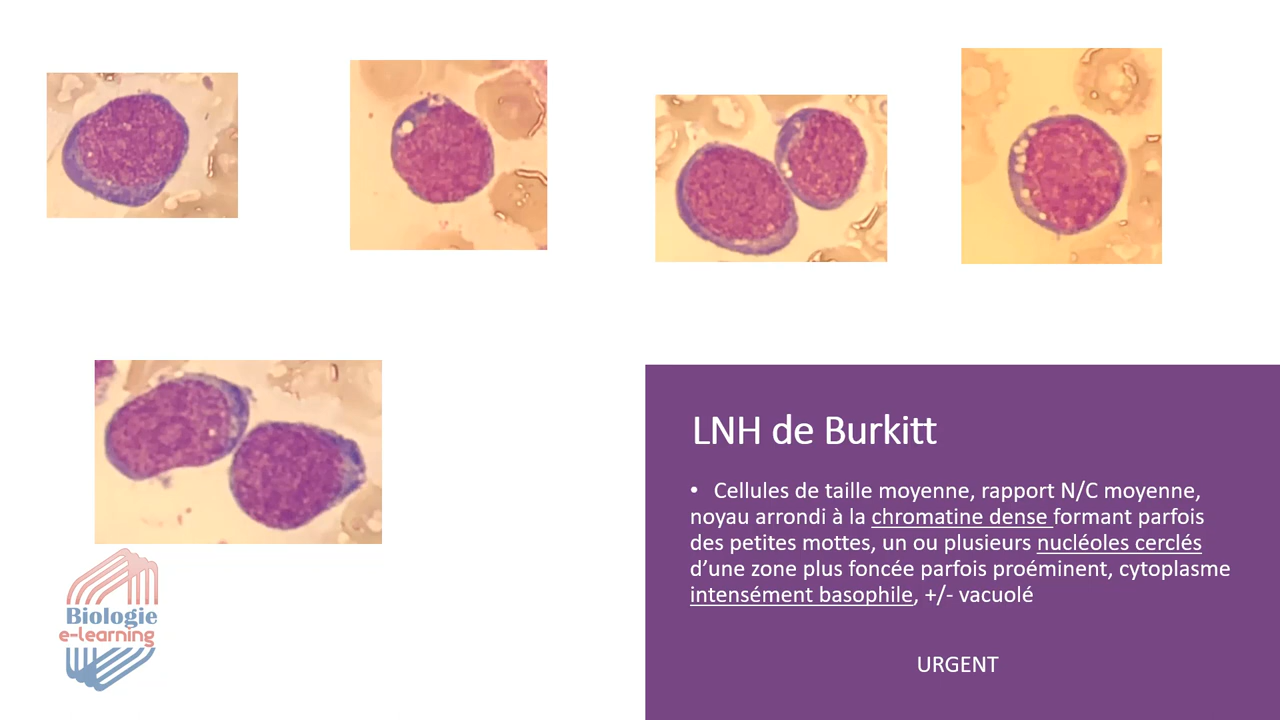 LNH de Burkitt
• Cellules de taille moyenne, rapport N/C moyenne,
noyau arrondi à la chromatine dense formant parfois
des petites mottes, un ou plusieurs nucléoles cerclés
d’une zone plus foncée parfois proéminent, cytoplasme
intensément basophile, +/- vacuolé
URGENT
Biologie
e-learning